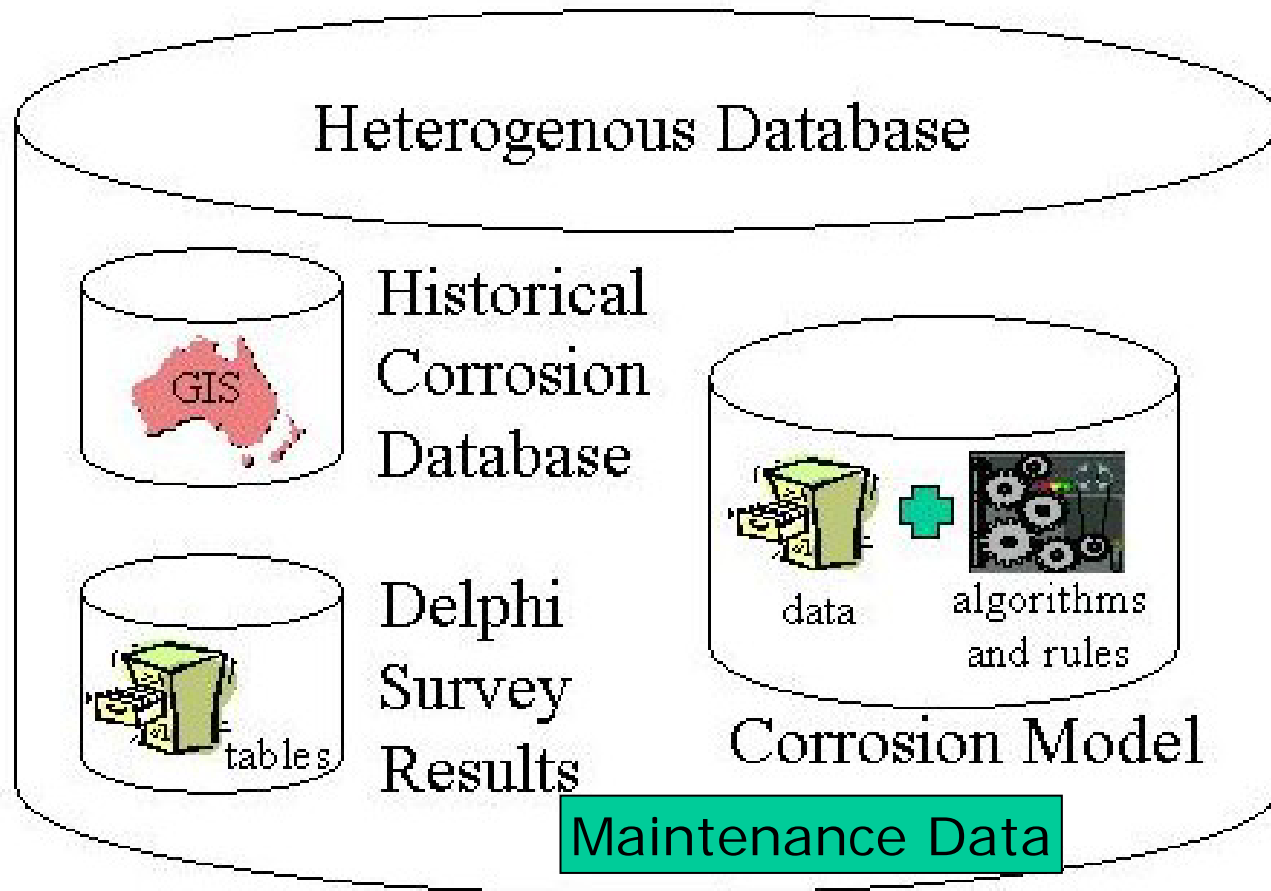 Heterogenous Database
GIS
Historical
Corrosion
Database
tables
Delphi
Survey
Results
data
algorithms
and rules
Corrosion Model
Maintenance Data